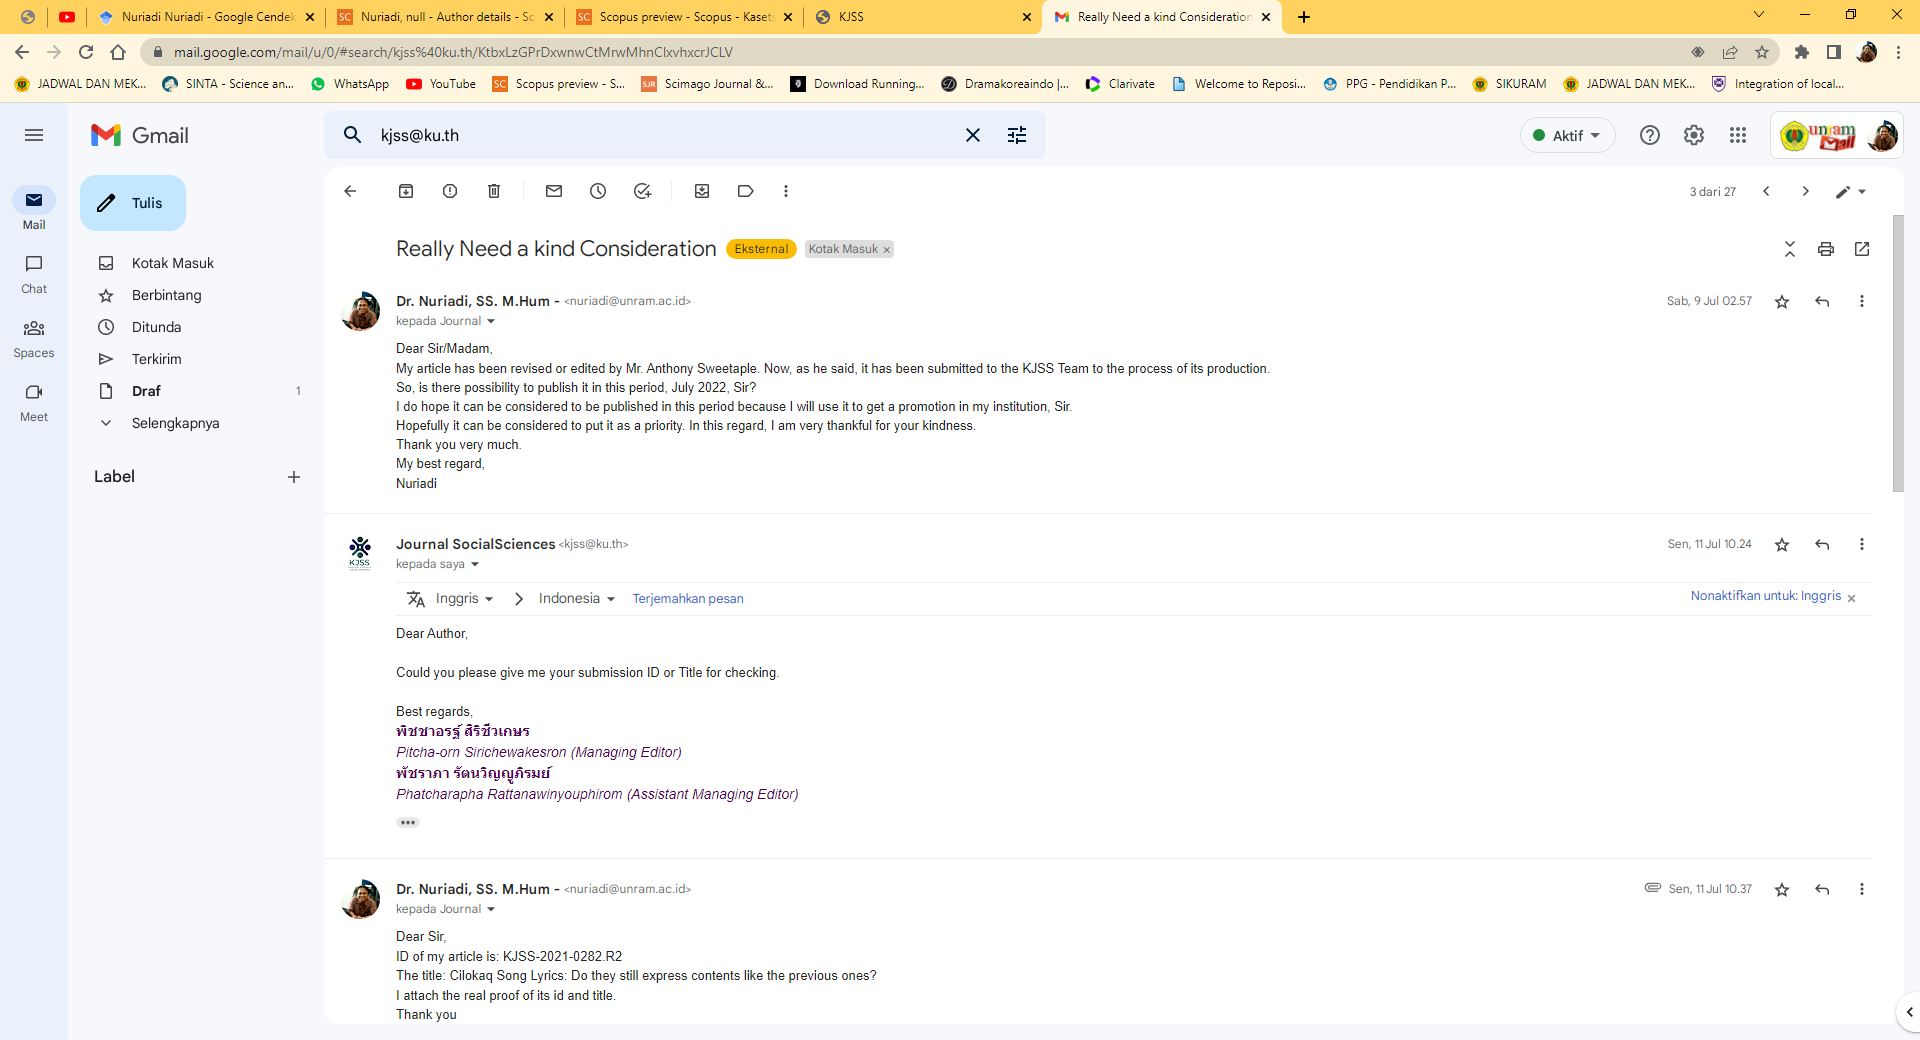 Nuriadi Nuriadi - Google Cendek
Nuriadi, null - Author details - Sc
Scopus preview - Scopus - Kaset
KJSS
Really Need a kind Consideration
mail.google.com/mail/u/0/#search/kjss%40ku.th/KtbxLzGPrDxwnwCtMrwMhnClxvhxcrJCLV
JADWAL DAN MEK...
SINTA - Science an...
WhatsApp
YouTube
Scopus preview - S...
Scimago Journal &...
Download Running...
Dramakoreaindo |...
Clarivate
Welcome to Reposi...
PPG - Pendidikan P...
SIKURAM
JADWAL DAN MEK...
Integration of local...
Gmail
kjss@ku.th
Aktif
unram
Mail
Mail
Chat
Spaces
Meet
Tulis
Kotak Masuk
Berbintang
Ditunda
Terkirim
Draf 1
Selengkapnya
Label
3 dari 27
Really Need a kind Consideration Eksternal Kotak Masuk
Dr. Nuriadi, SS. M.Hum - <nuriadi@unram.ac.id> Sab, 9 Jul 02.57
kepada Journal
Dear Sir/Madam,
My article has been revised or edited by Mr. Anthony Sweetaple. Now, as he said, it has been submitted to the KJSS Team to the process of its production.
So, is there possibility to publish it in this period, July 2022, Sir?
I do hope it can be considered to be published in this period because I will use it to get a promotion in my institution, Sir.
Hopefully it can be considered to put it as a priority. In this regard, I am very thankful for your kindness.
Thank you very much.
My best regard,
Nuriadi
KJSS
Journal SocialSciences <kjss@ku.th> Sen, 11 Jul 10.24
kepada saya
Inggris Indonesia Terjemahkan pesan Nonaktifkan untuk: Inggris
Dear Author,
Could you please give me your submission ID or Title for checking.
Best regards,
พิชชาอรฐ์ ศิริชีวเกษร
Pitcha-orn Sirichewakesron (Managing Editor)
พัชราภา รัตนวิญญูภิรมย์
Phatcharapha Rattanawinyouphirom (Assistant Managing Editor)
Dr. Nuriadi, SS. M.Hum - <nuriadi@unram.ac.id> Sen, 11 Jul 10.37
kepada Journal
Dear Sir,
ID of my article is: KJSS-2021-0282.R2
The title: Cilokaq Song Lyrics: Do they still express contents like the previous ones?
I attach the real proof of its id and title.
Thank you